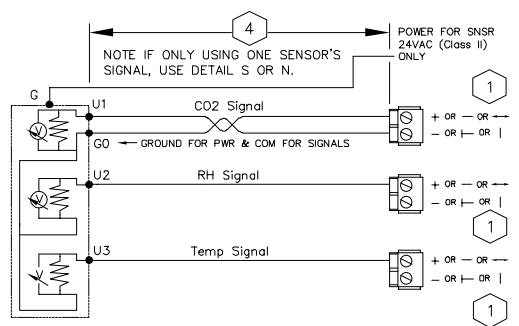 4
POWER FOR SNSR
24VAC (Class II)
ONLY
NOTE IF ONLY USING ONE SENSOR'S
SIGNAL, USE DETAIL S OR N.
G
1
U1
CO2 Signal
+ OR — OR
V
G0
GROUND FOR PWR & COM FOR SIGNALS
− OR ⊢ OR |
U2
RH Signal
+ OR — OR
V
− OR ⊢ OR |
1
U3
Temp Signal
+ OR — OR
V
− OR ⊢ OR |
1